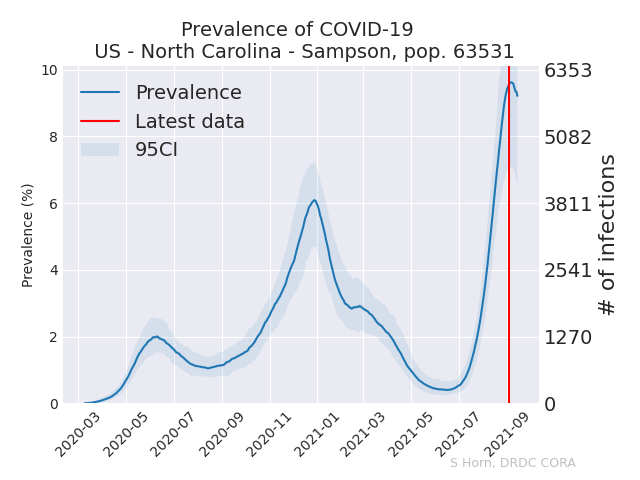 Prevalence of COVID-19
US - North Carolina - Sampson, pop. 63531
Prevalence
Latest data
95CI
Prevalence (%)
10
8
6
4
2
0
6353
5082
3811
2541
1270
0
# of infections
2020-03
2020-05
2020-07
2020-09
2020-11
2021-01
2021-03
2021-05
2021-07
2021-09
S Horn, DRDC CORA